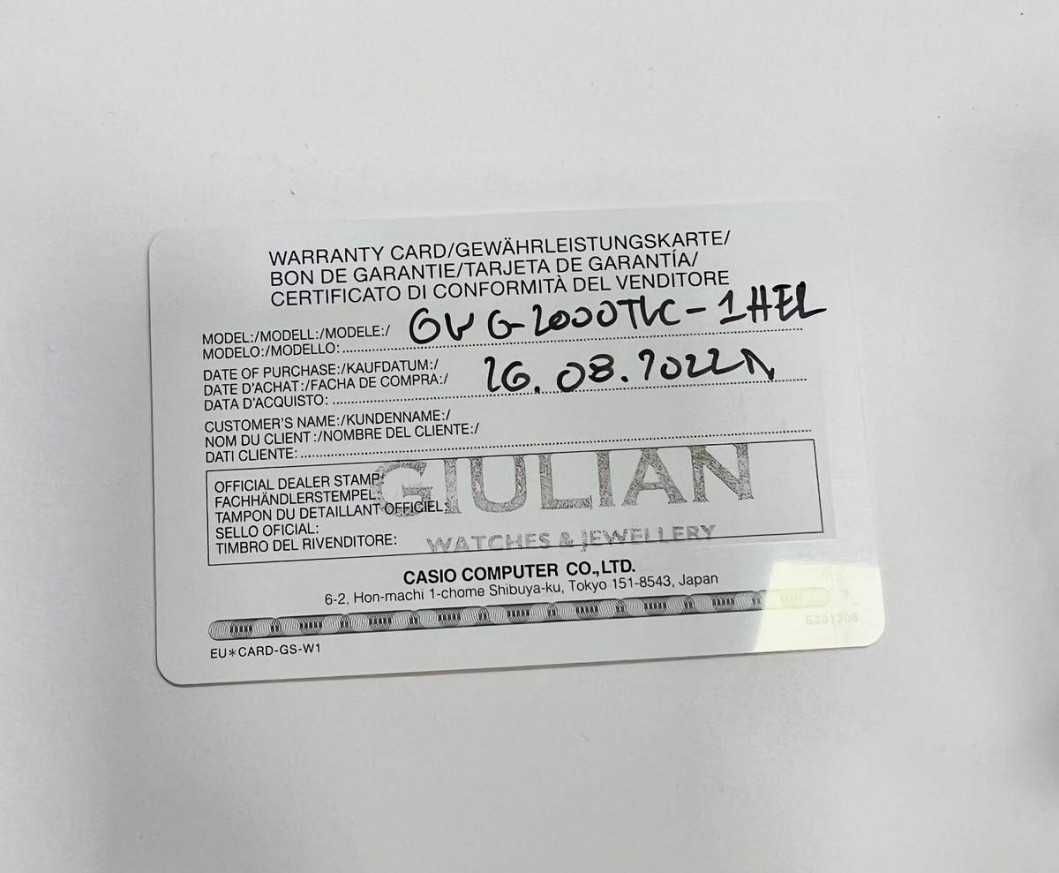 WARRANTY CARD/GEWÄHRLEISTUNGSKARTE/
BON DE GARANTIE/TARJETA DE GARANTÍA/
CERTIFICATO DI CONFORMITÀ DEL VENDITORE
MODEL:/MODELL:/MODELE:/
MODELO:/MODELLO: GWG-2000TLC-1HER
DATE OF PURCHASE:/KAUFDATUM:/
DATE D'ACHAT:/FACHA DE COMPRA:/
DATA D'ACQUISTO: 26.08.2022
CUSTOMER'S NAME:/KUNDENNAME:/
NOM DU CLIENT:/NOMBRE DEL CLIENTE:/
DATI CLIENTE:
OFFICIAL DEALER STAMP:
FACHHÄNDLERSTEMPEL:
TAMPON DU DETAILLANT OFFICIEL:
SELLO OFICIAL:
TIMBRO DEL RIVENDITORE:
GIULIAN
WATCHES & JEWELLERY
CASIO COMPUTER CO.,LTD.
6-2, Hon-machi 1-chome Shibuya-ku, Tokyo 151-8543, Japan
EU*CARD-GS-W1